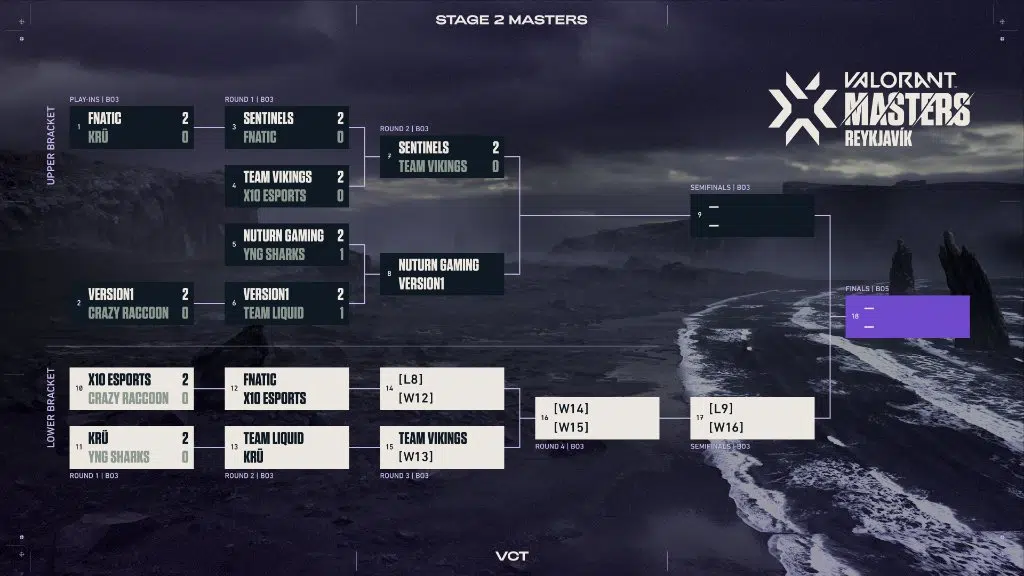 STAGE 2 MASTERS
VALORANT
MASTERS
REYKJAVÍK
UPPER BRACKET
PLAY-INS | BO3
1
FNATIC 2
KRÜ 0
2
VERSION1 2
CRAZY RACCOON 0
ROUND 1 | BO3
3
SENTINELS 2
FNATIC 0
4
TEAM VIKINGS 2
X10 ESPORTS 0
5
NUTURN GAMING 2
YNG SHARKS 1
6
VERSION1 2
TEAM LIQUID 1
ROUND 2 | BO3
7
SENTINELS 2
TEAM VIKINGS 0
8
NUTURN GAMING
VERSION1
SEMIFINALS | BO3
9
–
–
FINALS | BO5
18
–
–
LOWER BRACKET
10
X10 ESPORTS 2
CRAZY RACCOON 0
11
KRÜ 2
YNG SHARKS 0
ROUND 1 | BO3
12
FNATIC
X10 ESPORTS
13
TEAM LIQUID
KRÜ
ROUND 2 | BO3
14
[L8]
[W12]
15
TEAM VIKINGS
[W13]
ROUND 3 | BO3
16
[W14]
[W15]
ROUND 4 | BO3
17
[L9]
[W16]
SEMIFINALS | BO3
VCT